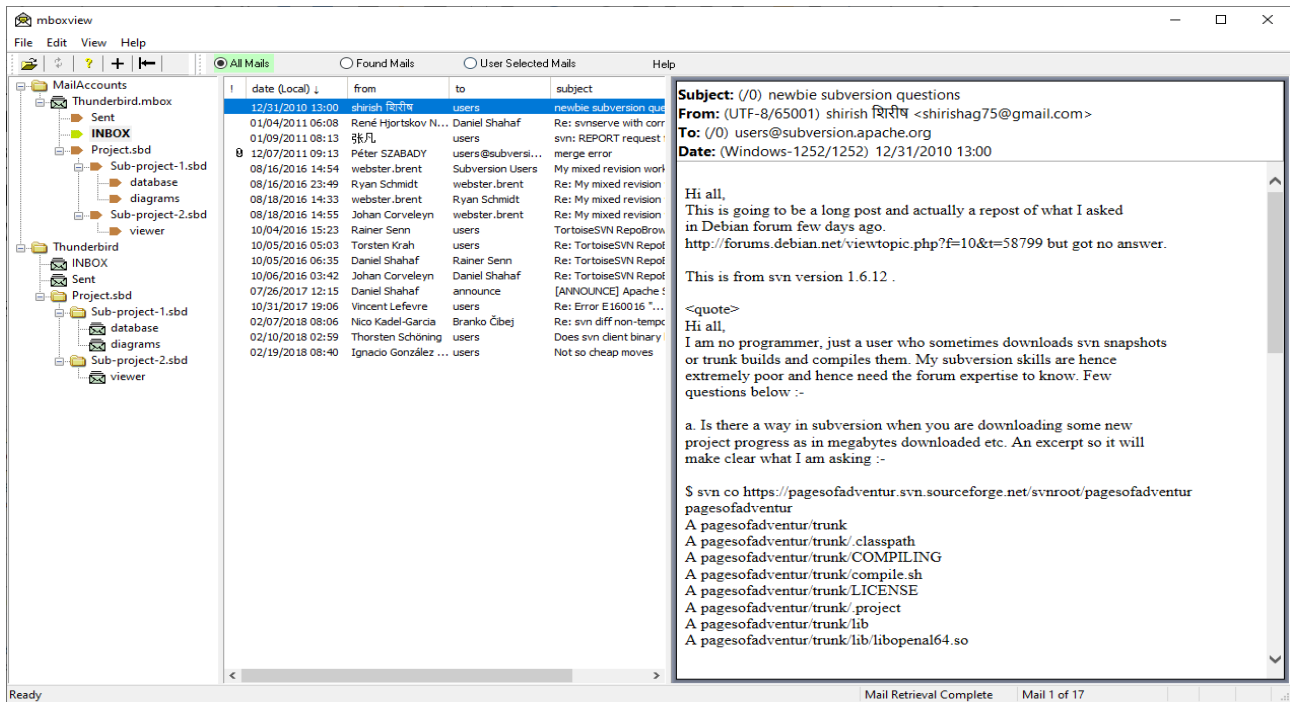 mboxview
File Edit View Help
All Mails Found Mails User Selected Mails Help
MailAccounts
Thunderbird.mbox
Sent
INBOX
Project.sbd
Sub-project-1.sbd
database
diagrams
Sub-project-2.sbd
viewer
Thunderbird
INBOX
Sent
Project.sbd
Sub-project-1.sbd
database
diagrams
Sub-project-2.sbd
viewer
! date (Local) ↓ from to subject
12/31/2010 13:00 shirish शिरीष users newbie subversion que
01/04/2011 06:08 René Hjortskov N... Daniel Shahaf Re: svnserve with corr
01/09/2011 08:13 张凡 users svn: REPORT request
12/07/2011 09:13 Péter SZABADY users@subversi... merge error
08/16/2016 14:54 webster.brent Subversion Users My mixed revision work
08/16/2016 23:49 Ryan Schmidt webster.brent Re: My mixed revision
08/18/2016 14:33 webster.brent Ryan Schmidt Re: My mixed revision
08/18/2016 14:55 Johan Corveleyn webster.brent Re: My mixed revision
10/04/2016 15:23 Rainer Senn users TortoiseSVN RepoBrow
10/05/2016 05:03 Torsten Krah users Re: TortoiseSVN RepoB
10/05/2016 06:35 Daniel Shahaf Rainer Senn Re: TortoiseSVN RepoB
10/06/2016 03:42 Johan Corveleyn Daniel Shahaf Re: TortoiseSVN RepoB
07/26/2017 12:15 Daniel Shahaf announce [ANNOUNCE] Apache S
10/31/2017 19:06 Vincent Lefevre users Re: Error E160016 "...
02/07/2018 08:06 Nico Kadel-Garcia Branko Čibej Re: svn diff non-tempo
02/10/2018 02:59 Thorsten Schöning users Does svn client binary
02/19/2018 08:40 Ignacio González ... users Not so cheap moves
Subject: (/0) newbie subversion questions
From: (UTF-8/65001) shirish शिरीष <shirishag75@gmail.com>
To: (/0) users@subversion.apache.org
Date: (Windows-1252/1252) 12/31/2010 13:00
Hi all,
This is going to be a long post and actually a repost of what I asked
in Debian forum few days ago.
http://forums.debian.net/viewtopic.php?f=10&t=58799 but got no answer.
This is from svn version 1.6.12 .
<quote>
Hi all,
I am no programmer, just a user who sometimes downloads svn snapshots
or trunk builds and compiles them. My subversion skills are hence
extremely poor and hence need the forum expertise to know. Few
questions below :-
a. Is there a way in subversion when you are downloading some new
project progress as in megabytes downloaded etc. An excerpt so it will
make clear what I am asking :-
$ svn co https://pagesofadventur.svn.sourceforge.net/svnroot/pagesofadventur
pagesofadventur
A pagesofadventur/trunk
A pagesofadventur/trunk/.classpath
A pagesofadventur/trunk/COMPILING
A pagesofadventur/trunk/compile.sh
A pagesofadventur/trunk/LICENSE
A pagesofadventur/trunk/.project
A pagesofadventur/trunk/lib
A pagesofadventur/trunk/lib/libopenal64.so
Ready Mail Retrieval Complete Mail 1 of 17